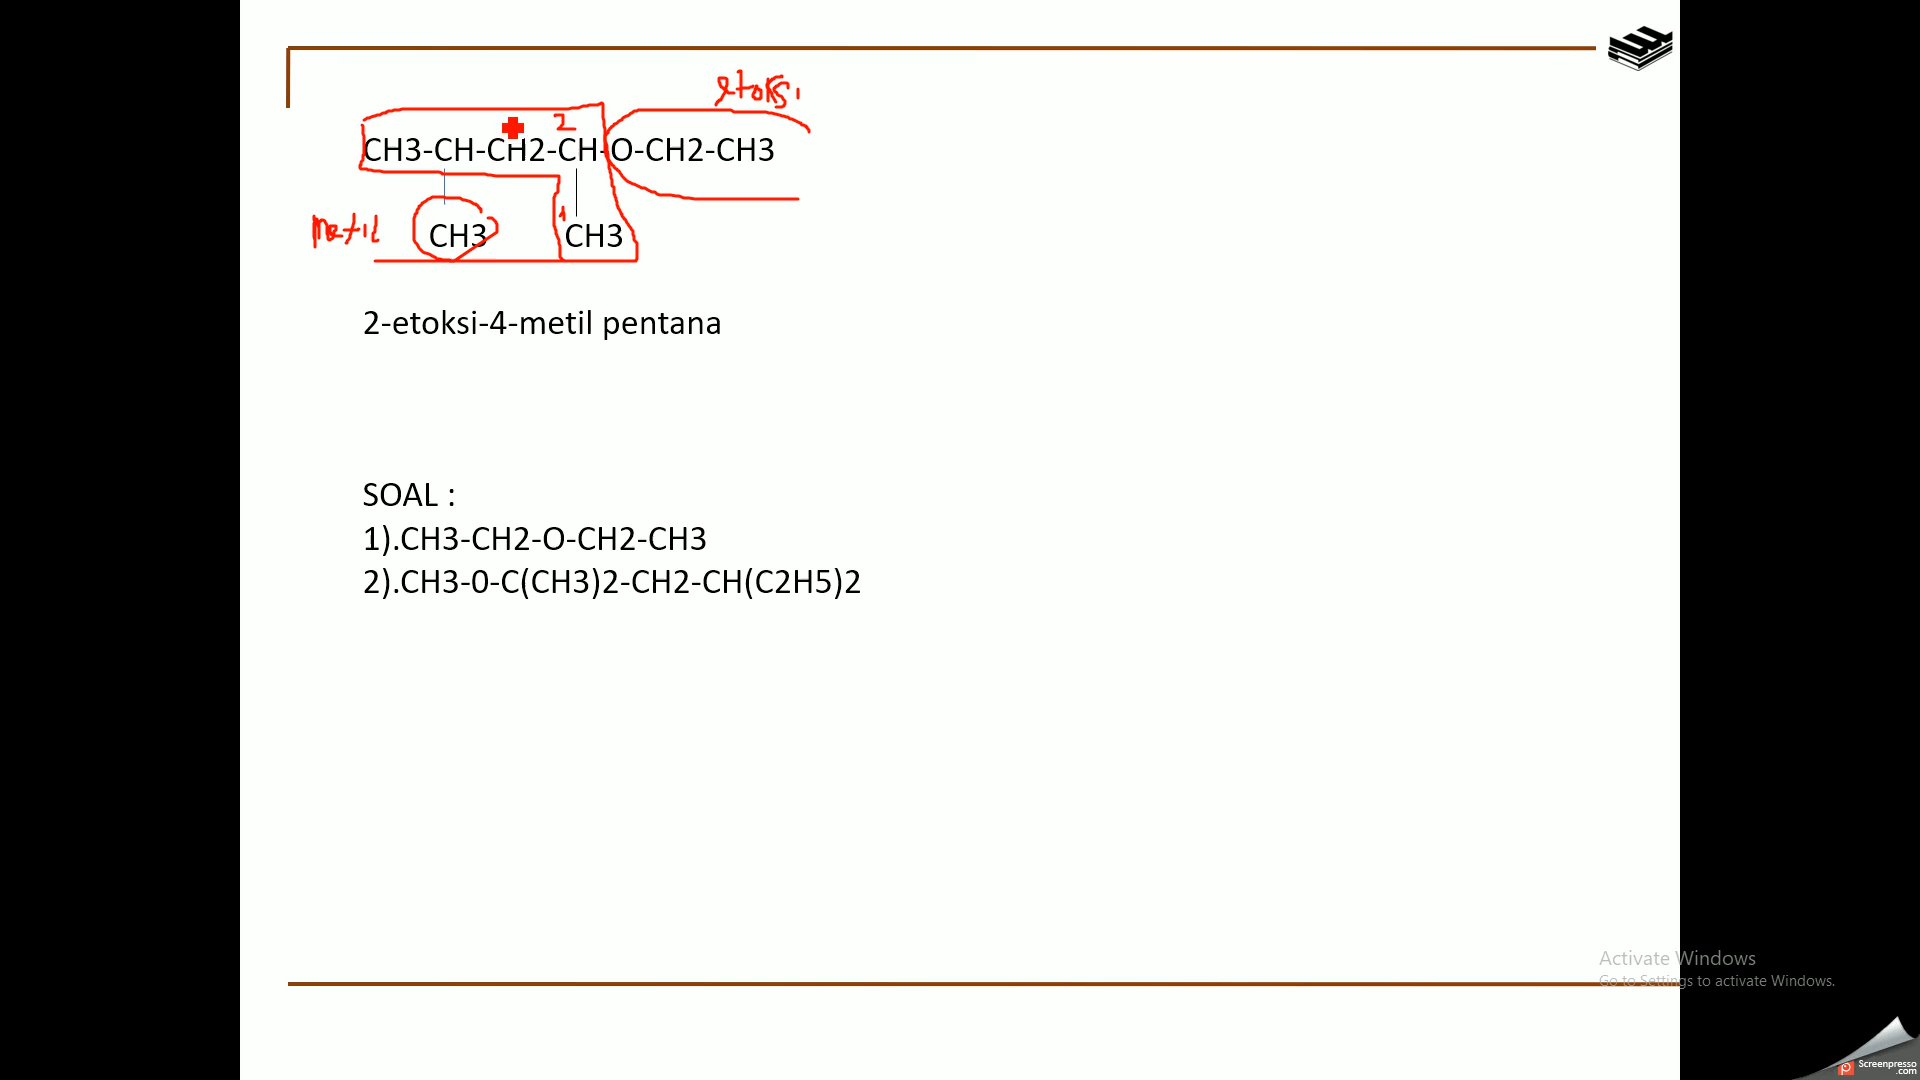 etoksi
2
CH3-CH-CH2-CH-O-CH2-CH3
1
metil
CH3 CH3
2-etoksi-4-metil pentana
SOAL :
1).CH3-CH2-O-CH2-CH3
2).CH3-0-C(CH3)2-CH2-CH(C2H5)2
Activate Windows
Go to Settings to activate Windows.
Screenpresso
.com